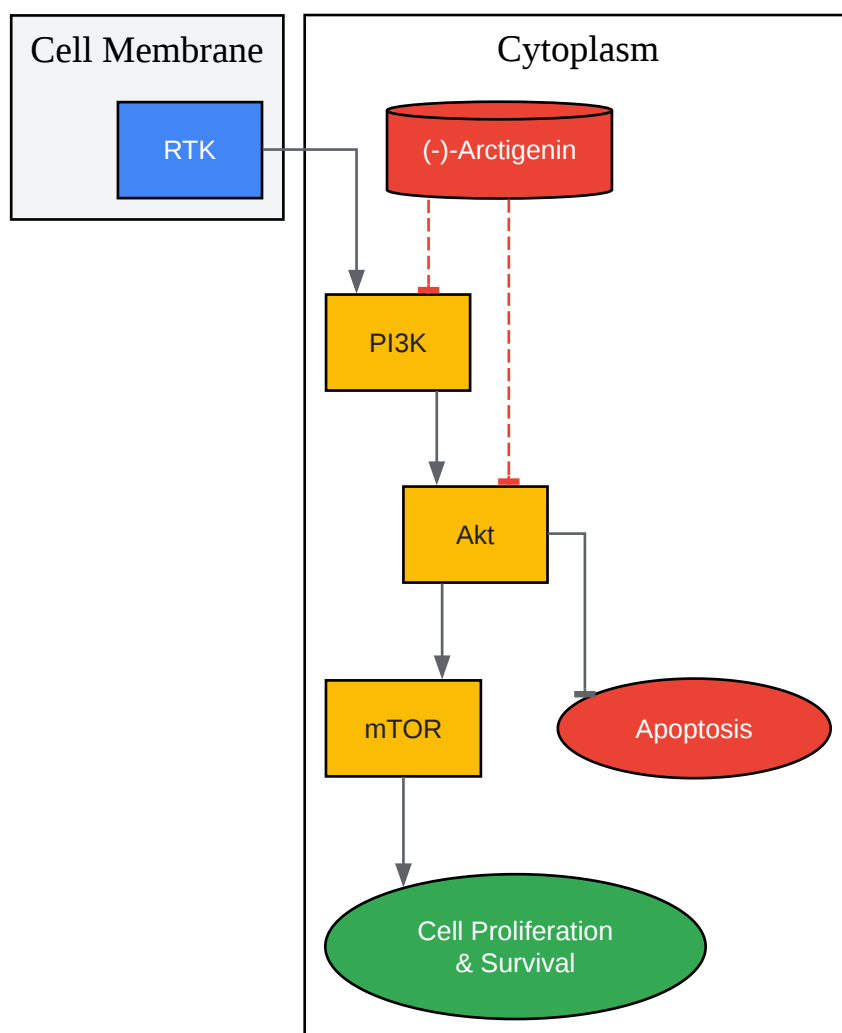 Cell Membrane
Cytoplasm
RTK
(-)-Arctigenin
PI3K
Akt
mTOR
Apoptosis
Cell Proliferation
& Survival